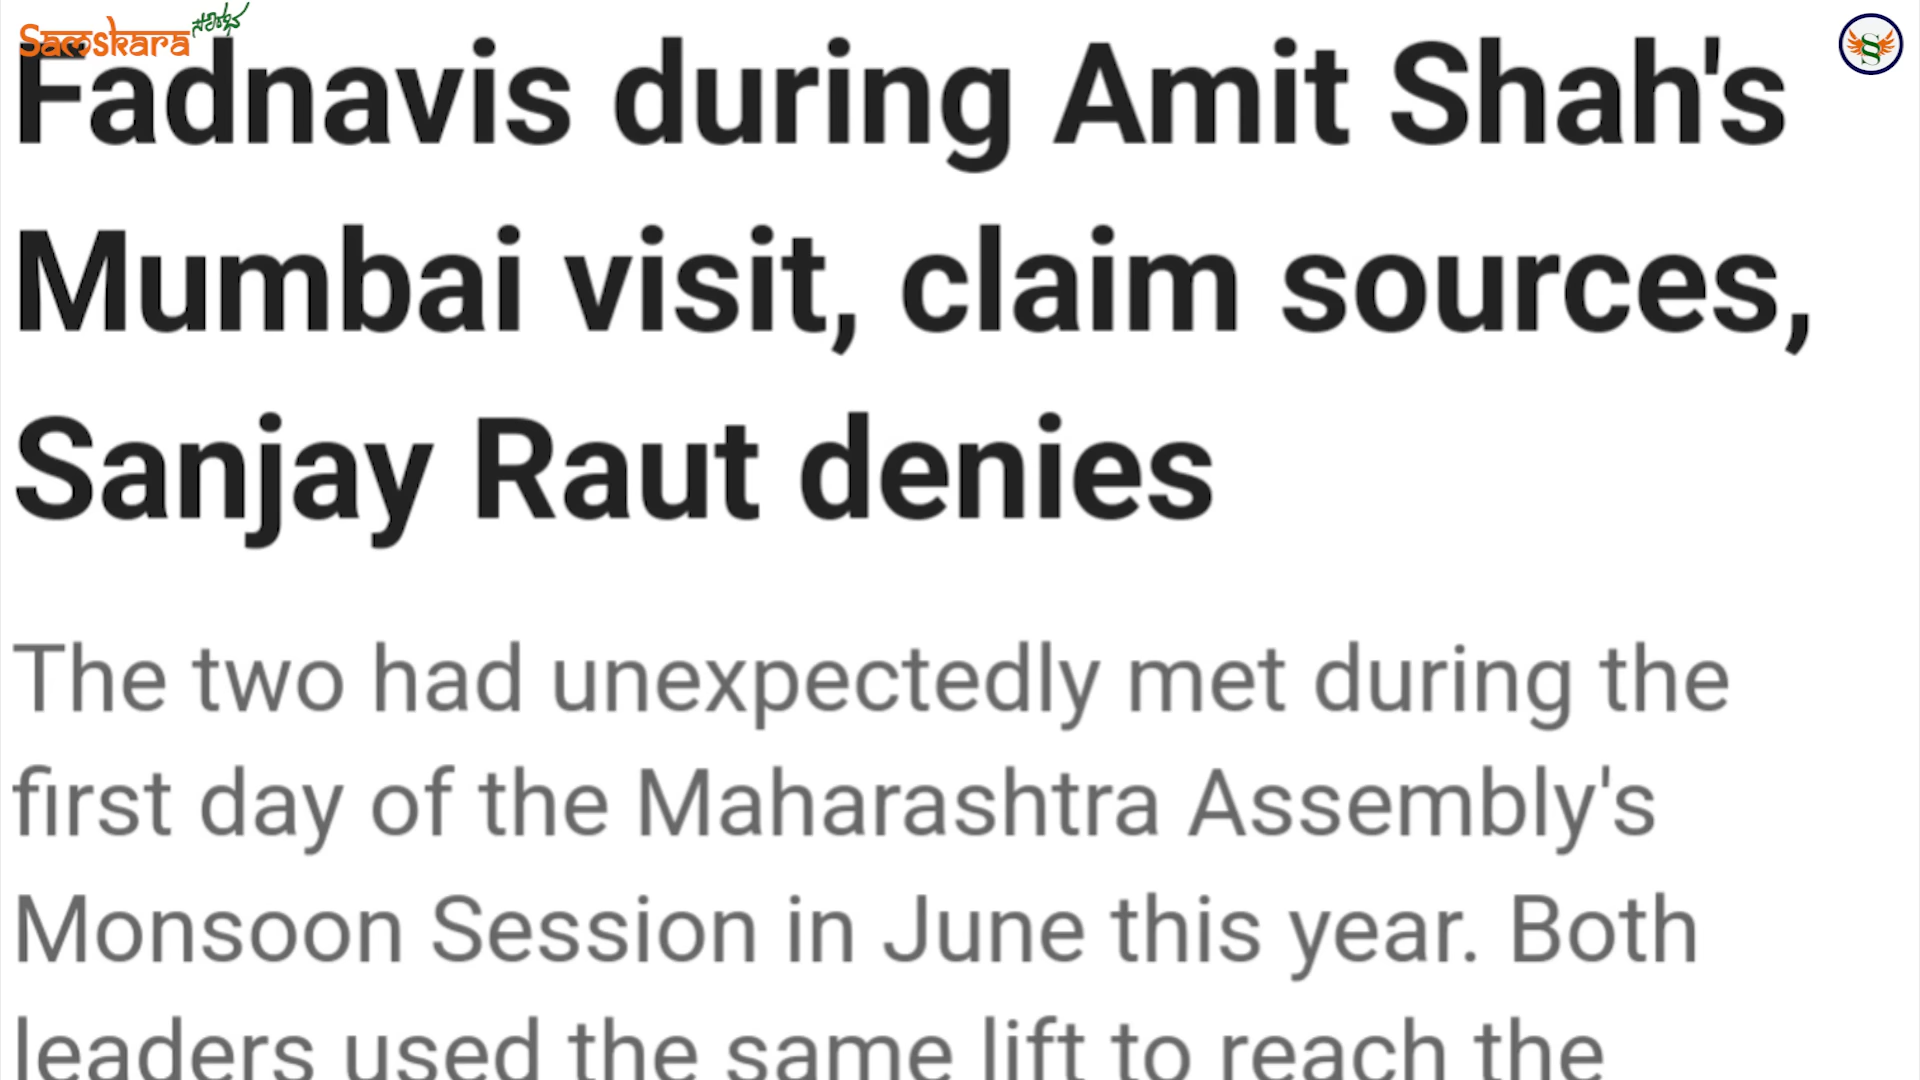 Samskara ಸೌರಭ
Fadnavis during Amit Shah's
Mumbai visit, claim sources,
Sanjay Raut denies
The two had unexpectedly met during the
first day of the Maharashtra Assembly's
Monsoon Session in June this year. Both
leaders used the same lift to reach the
S